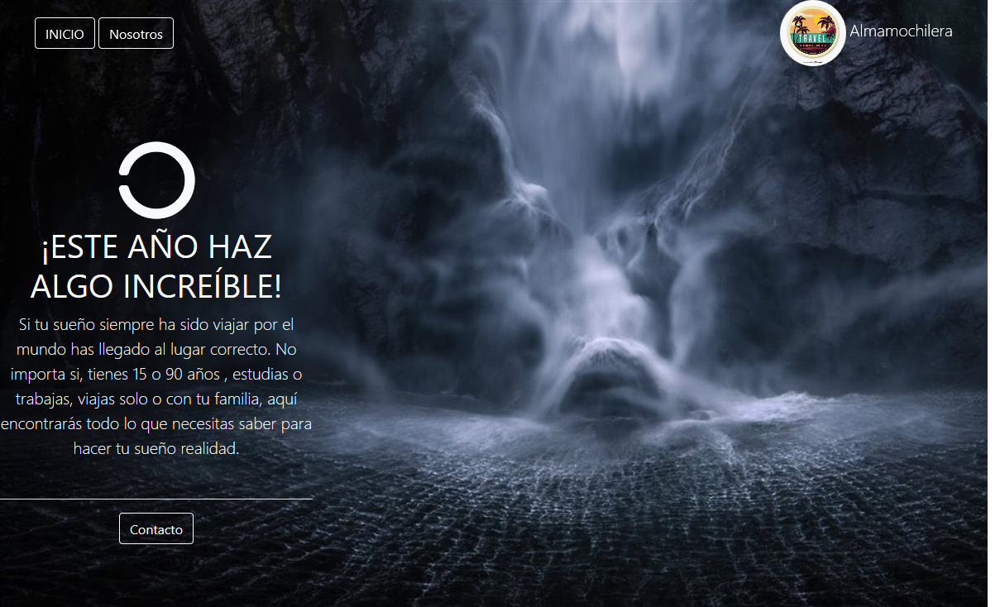 INICIO Nosotros
TRAVEL
Almamochilera
¡ESTE AÑO HAZ
ALGO INCREÍBLE!
Si tu sueño siempre ha sido viajar por el
mundo has llegado al lugar correcto. No
importa si, tienes 15 o 90 años , estudias o
trabajas, viajas solo o con tu familia, aquí
encontrarás todo lo que necesitas saber para
hacer tu sueño realidad.
Contacto